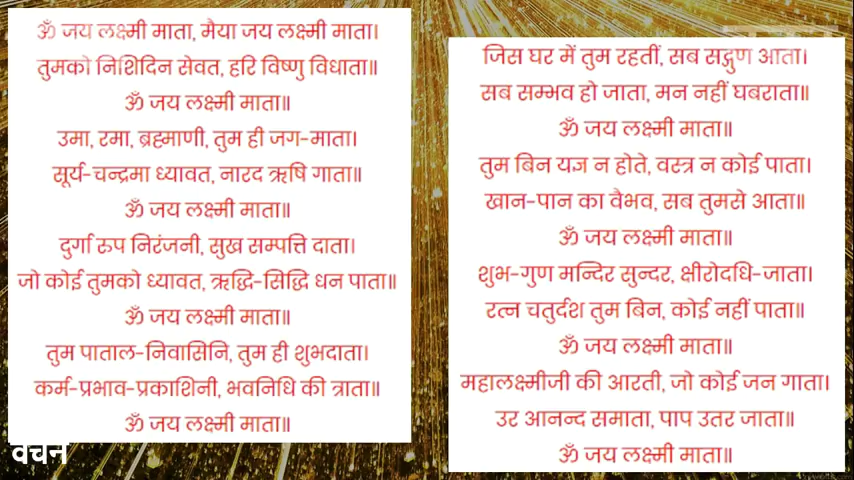 ॐ जय लक्ष्मी माता, मैया जय लक्ष्मी माता।
तुमको निशिदिन सेवत, हरि विष्णु विधाता॥
ॐ जय लक्ष्मी माता॥
उमा, रमा, ब्रह्माणी, तुम ही जग-माता।
सूर्य-चन्द्रमा ध्यावत, नारद ऋषि गाता॥
ॐ जय लक्ष्मी माता॥
दुर्गा रुप निरंजनी, सुख सम्पत्ति दाता।
जो कोई तुमको ध्यावत, ऋद्धि-सिद्धि धन पाता॥
ॐ जय लक्ष्मी माता॥
तुम पाताल-निवासिनि, तुम ही शुभदाता।
कर्म-प्रभाव-प्रकाशिनी, भवनिधि की त्राता॥
ॐ जय लक्ष्मी माता॥
वचन
जिस घर में तुम रहतीं, सब सद्गुण आता।
सब सम्भव हो जाता, मन नहीं घबराता॥
ॐ जय लक्ष्मी माता॥
तुम बिन यज्ञ न होते, वस्त्र न कोई पाता।
खान-पान का वैभव, सब तुमसे आता॥
ॐ जय लक्ष्मी माता॥
शुभ-गुण मन्दिर सुन्दर, क्षीरोदधि-जाता।
रत्न चतुर्दश तुम बिन, कोई नहीं पाता॥
ॐ जय लक्ष्मी माता॥
महालक्ष्मीजी की आरती, जो कोई जन गाता।
उर आनन्द समाता, पाप उतर जाता॥
ॐ जय लक्ष्मी माता॥